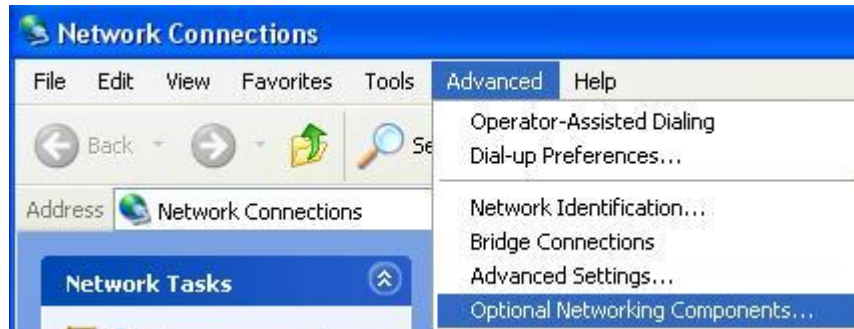 Network Connections
File Edit View Favorites Tools Advanced Help
Operator-Assisted Dialing
Back
Dial-up Preferences...
Address Network Connections
Network Identification...
Bridge Connections
Network Tasks
Advanced Settings...
Optional Networking Components...